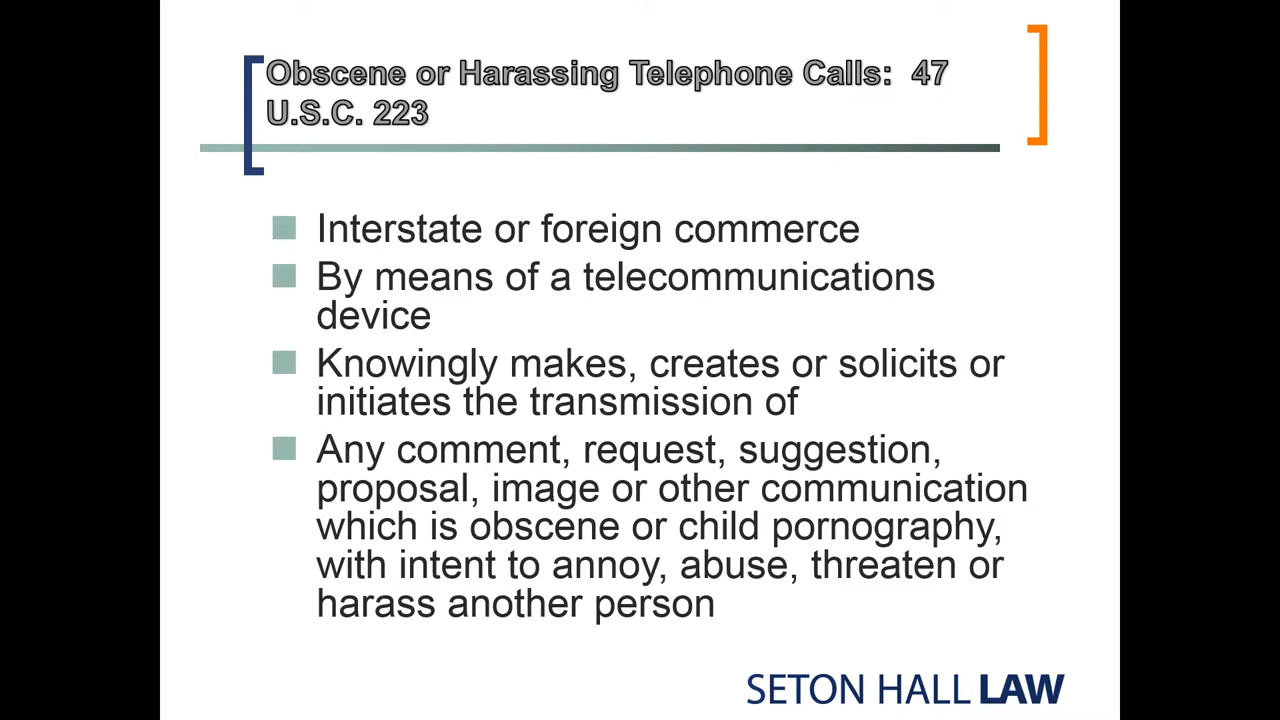 Obscene or Harassing Telephone Calls: 47
U.S.C. 223
Interstate or foreign commerce
By means of a telecommunications
device
Knowingly makes, creates or solicits or
initiates the transmission of
Any comment, request, suggestion,
proposal, image or other communication
which is obscene or child pornography,
with intent to annoy, abuse, threaten or
harass another person
SETON HALL LAW